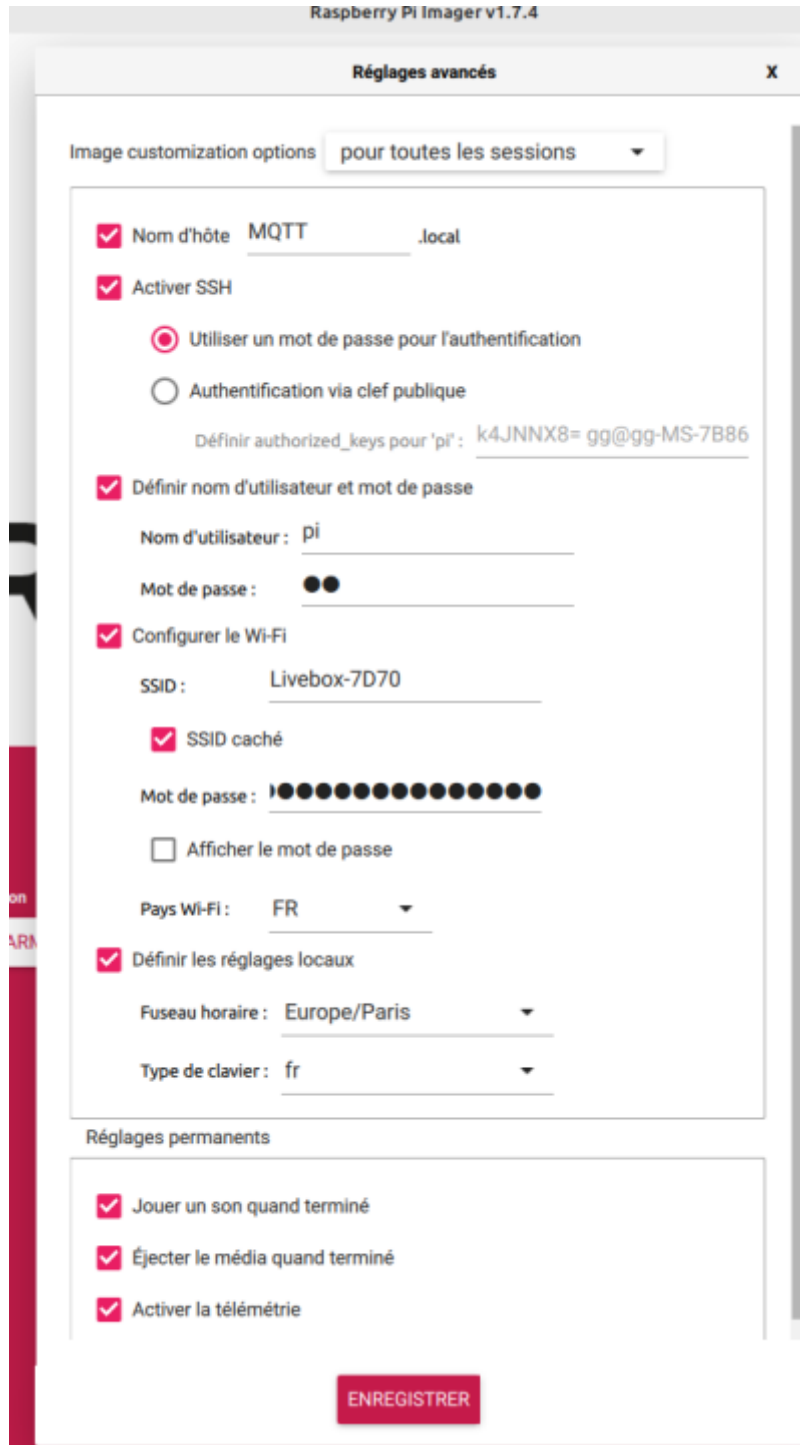 Raspberry Pi Imager v1.7.4
Réglages avancés X
Image customization options pour toutes les sessions
Nom d'hôte MQTT .local
Activer SSH
Utiliser un mot de passe pour l'authentification
Authentification via clef publique
Définir authorized_keys pour 'pi' : k4JNNX8= gg@gg-MS-7B86
Définir nom d'utilisateur et mot de passe
Nom d'utilisateur : pi
Mot de passe : ●●
Configurer le Wi-Fi
SSID : Livebox-7D70
SSID caché
Mot de passe : ●●●●●●●●●●●●●●●
Afficher le mot de passe
Pays Wi-Fi : FR
on
ARM
Définir les réglages locaux
Fuseau horaire : Europe/Paris
Type de clavier : fr
Réglages permanents
Jouer un son quand terminé
Éjecter le média quand terminé
Activer la télémétrie
ENREGISTRER